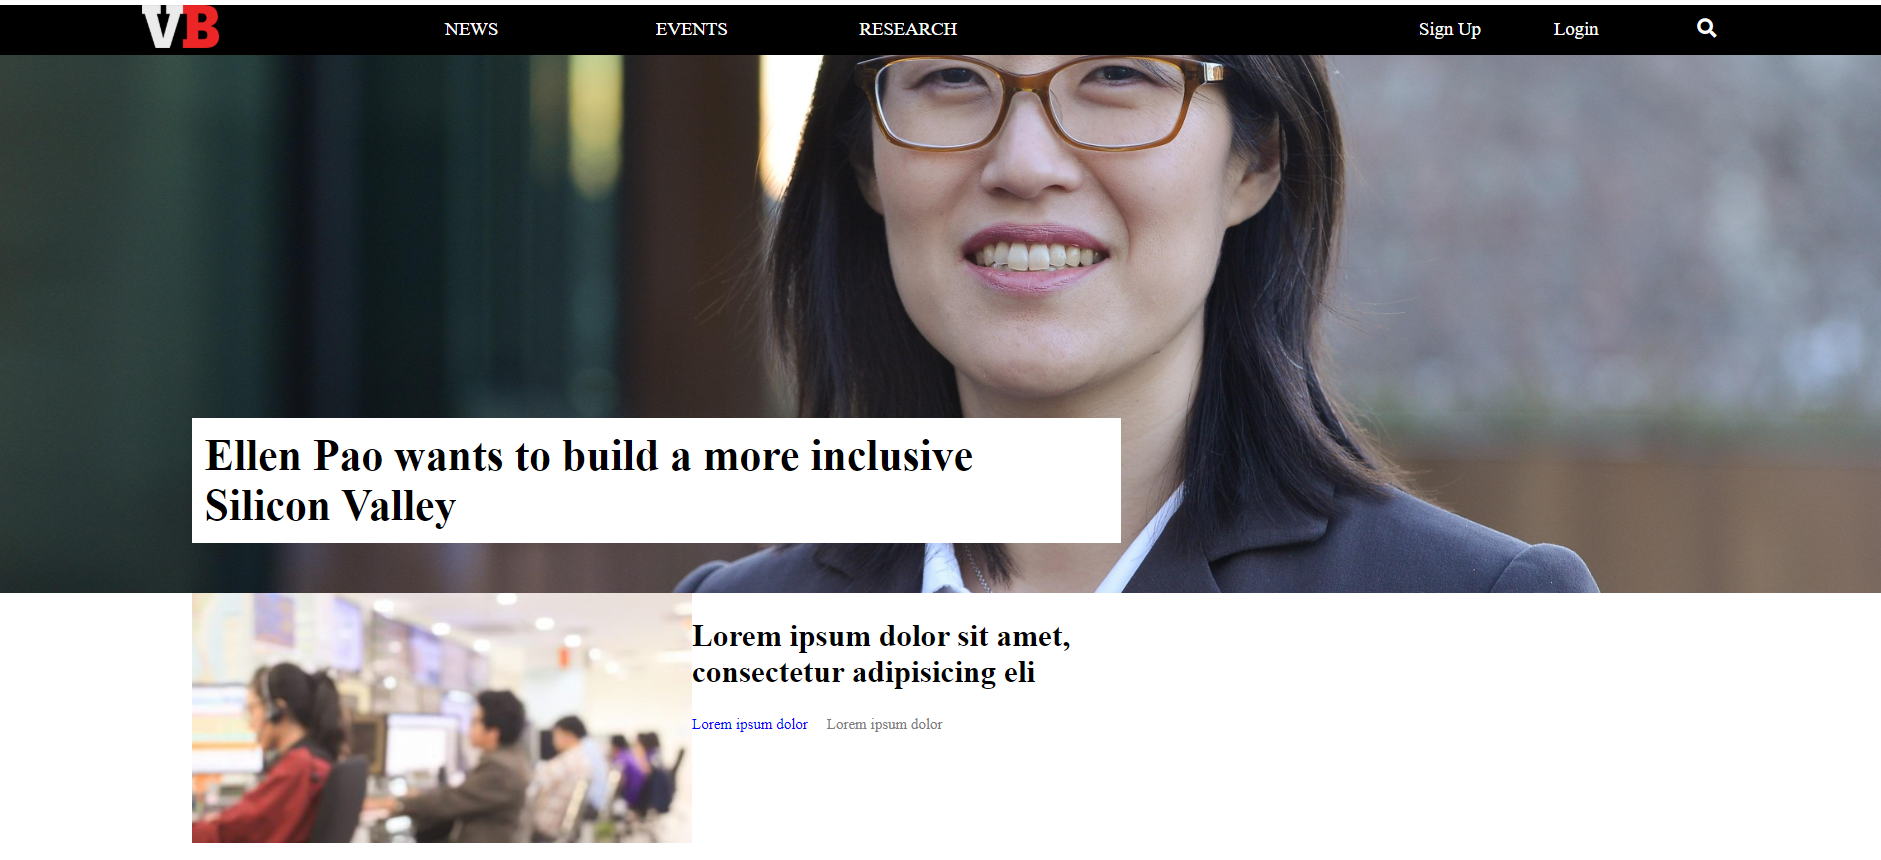 VB
NEWS
EVENTS
RESEARCH
Sign Up
Login
Ellen Pao wants to build a more inclusive
Silicon Valley
Lorem ipsum dolor sit amet,
consectetur adipisicing eli
Lorem ipsum dolor
Lorem ipsum dolor